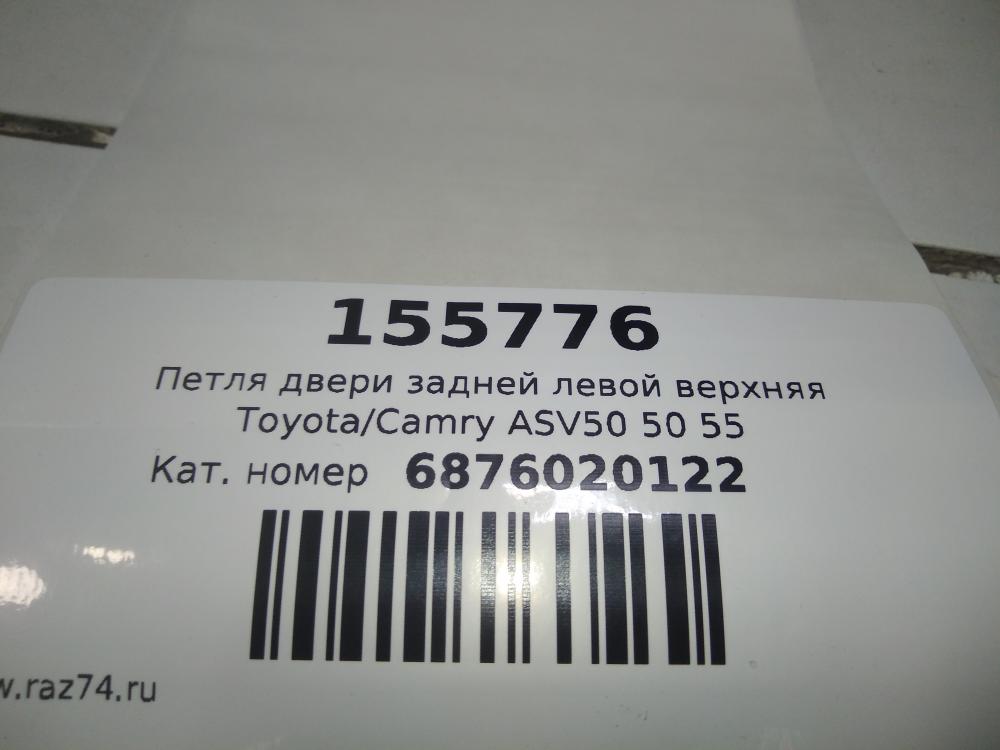 155776
Петля двери задней левой верхняя
Toyota/Camry ASV50 50 55
Кат. номер 6876020122
w.raz74.ru